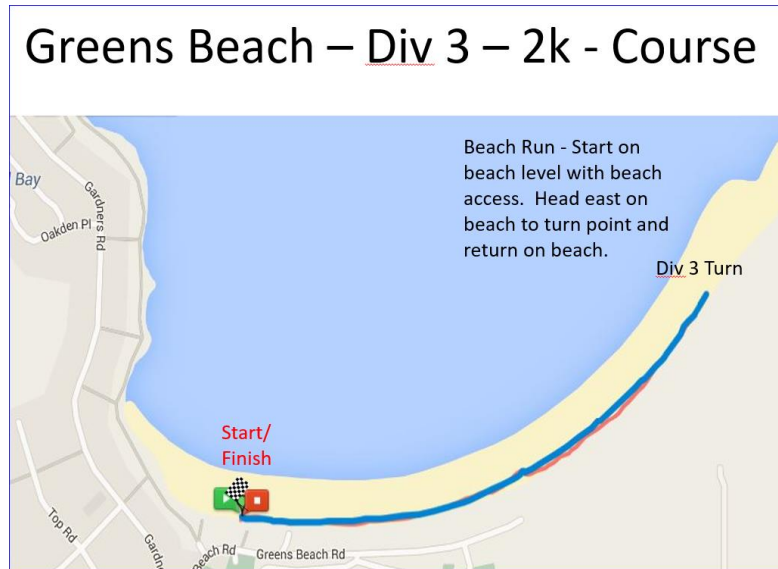 Greens Beach – Div 3 – 2k - Course
Beach Run - Start on
beach level with beach
access.  Head east on
beach to turn point and
return on beach.
Div 3 Turn
Bay
Gardners Rd
Oakden Pl
Start/
Finish
Top Rd
Beach Rd
Greens Beach Rd